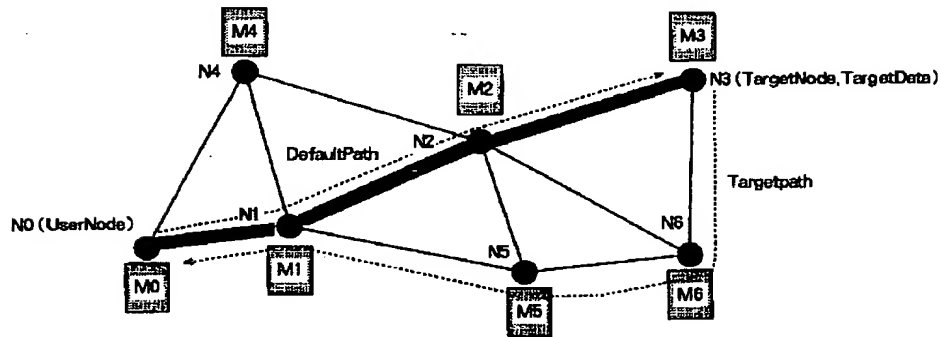 M4
M3
N4
M2
N3 (TargetNode, TargetData)
N2
DefaultPath
Targetpath
N1
N0 (UserNode)
N6
N5
M1
M0
M5
M6